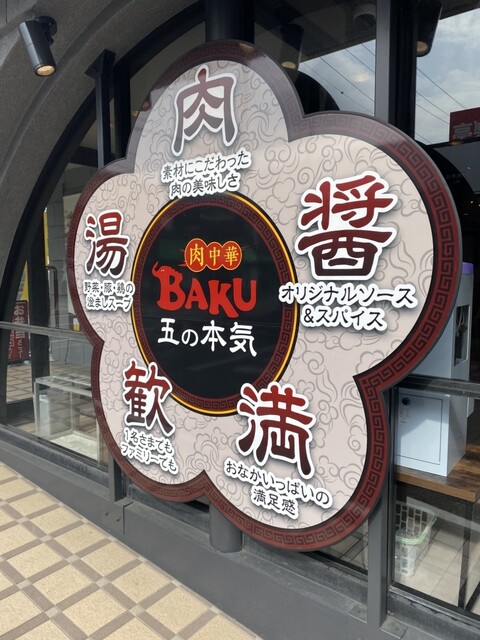 肉
素材にこだわった
肉の美味しさ
醤
オリジナルソース
&スパイス
満
おなかいっぱいの
満足感
歓
1名さまでも
ファミリーでも
湯
野菜・豚・鶏の
澄ましスープ
肉中華
BAKU
五の本気